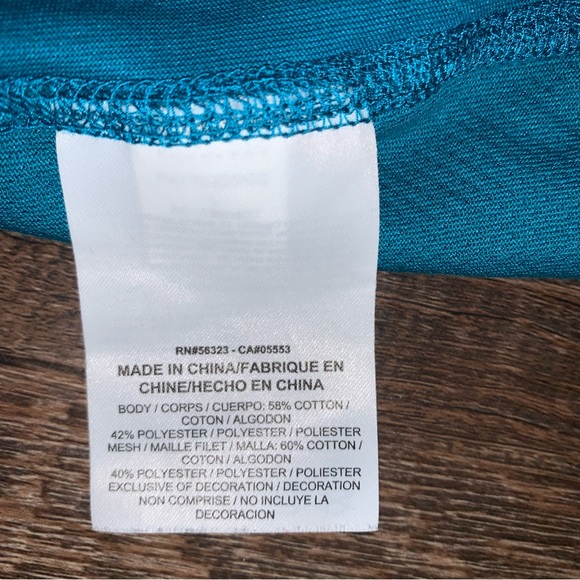 RN#56323 - CA#05553
MADE IN CHINA/FABRIQUE EN
CHINE/HECHO EN CHINA
BODY / CORPS / CUERPO: 58% COTTON /
COTON / ALGODON
42% POLYESTER / POLYESTER / POLIESTER
MESH / MAILLE FILET / MALLA: 60% COTTON /
COTON / ALGODON
40% POLYESTER / POLYESTER / POLIESTER
EXCLUSIVE OF DECORATION / DECORATION
NON COMPRISE / NO INCLUYE LA
DECORACION